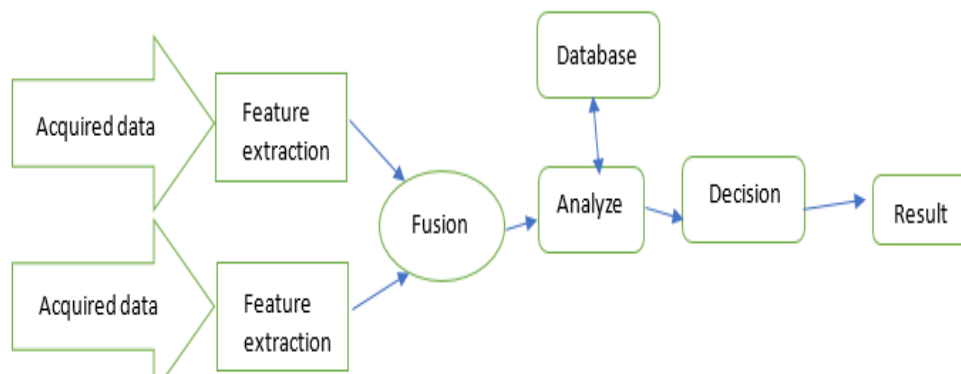 Acquired data
Feature
extraction
Acquired data
Feature
extraction
Fusion
Database
Analyze
Decision
Result